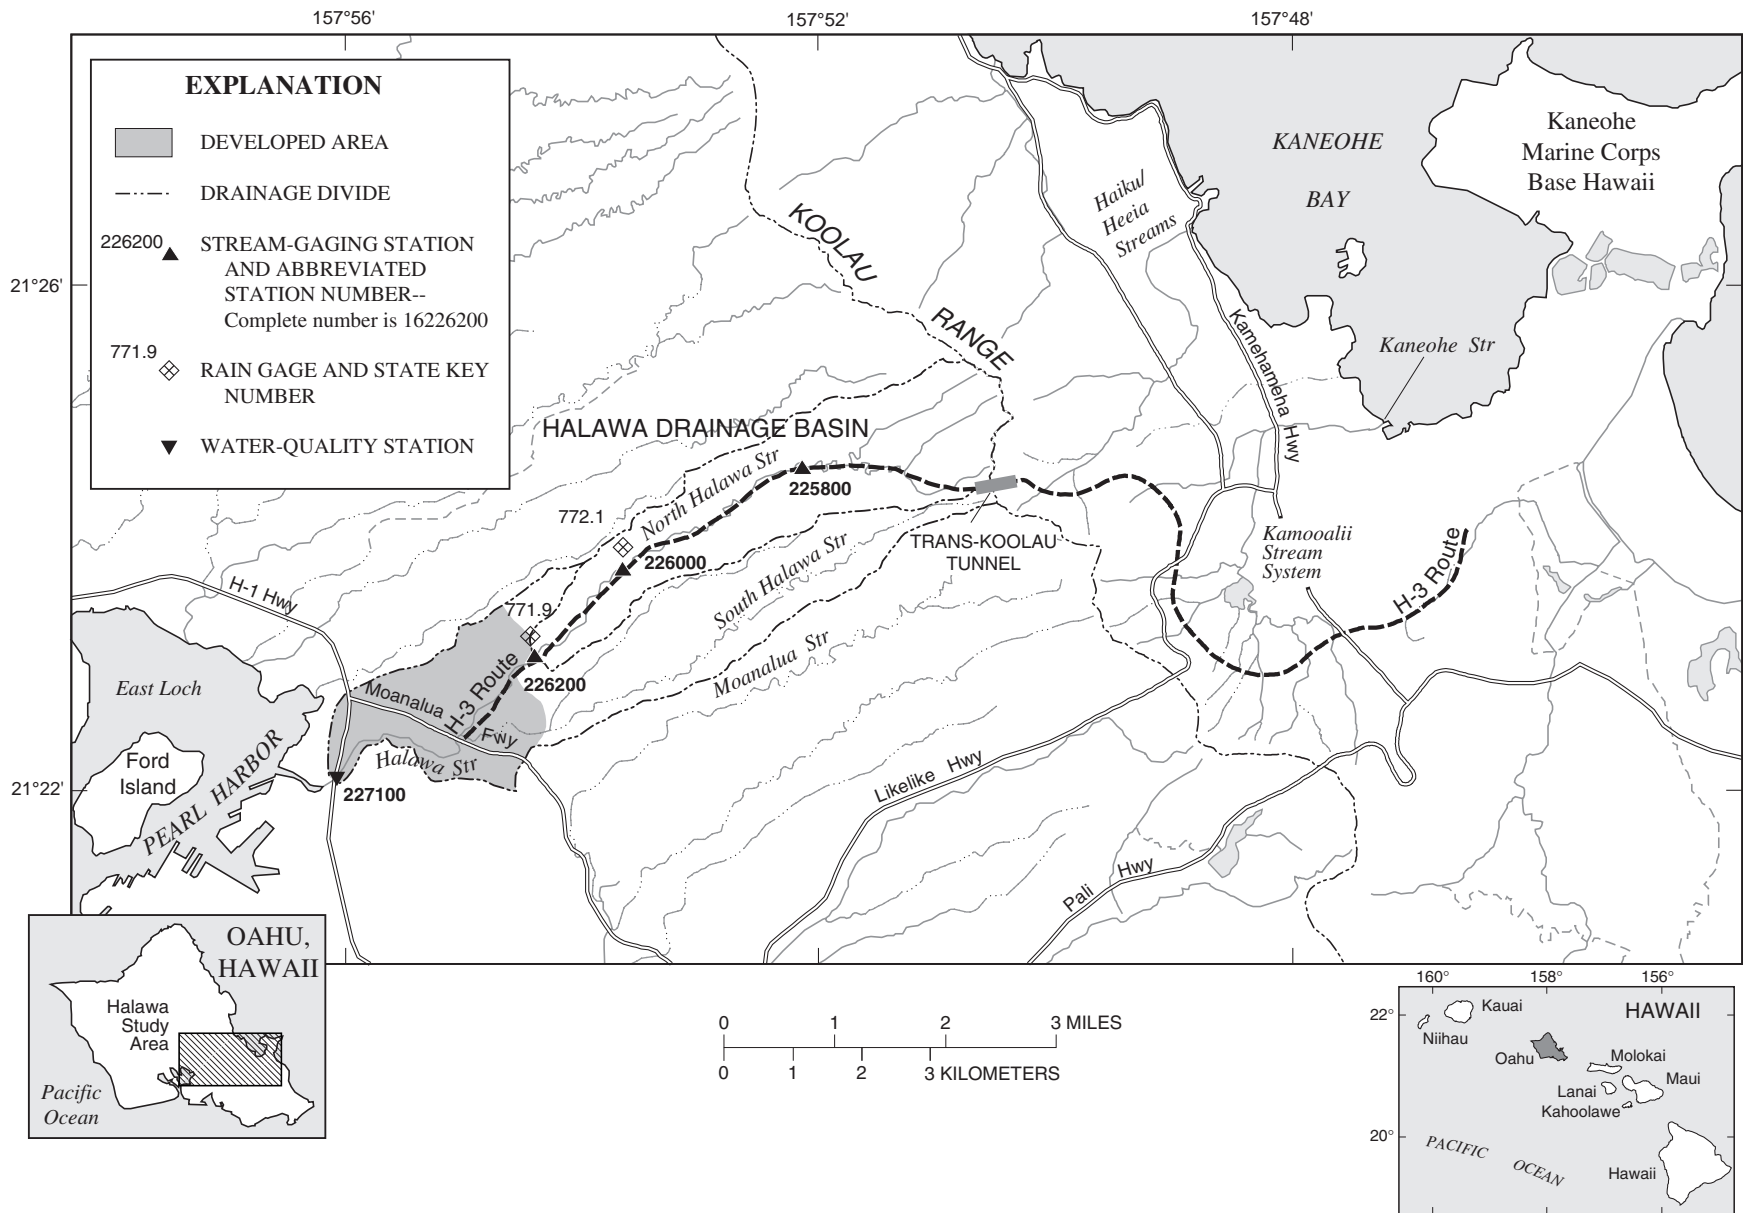 157°56'
157°52'
157°48'
21°26'
21°22'
EXPLANATION
DEVELOPED AREA
DRAINAGE DIVIDE
226200
STREAM-GAGING STATION
AND ABBREVIATED
STATION NUMBER--
Complete number is 16226200
771.9
RAIN GAGE AND STATE KEY
NUMBER
WATER-QUALITY STATION
KOOLAU
RANGE
Haiku/
Heeia
Streams
KANEOHE
BAY
Kaneohe
Marine Corps
Base Hawaii
Kamehameha Hwy
Kaneohe Str
HALAWA DRAINAGE BASIN
North Halawa Str
225800
772.1
226000
South Halawa Str
TRANS-KOOLAU
TUNNEL
Kamooalii
Stream
System
H-3 Route
H-1 Hwy
771.9
226200
H-3 Route
Moanalua Str
Moanalua Fwy
Halawa Str
227100
East Loch
Ford
Island
PEARL HARBOR
Likelike Hwy
Pali Hwy
OAHU,
HAWAII
Halawa
Study
Area
Pacific
Ocean
0 1 2 3 MILES
0 1 2 3 KILOMETERS
160° 158° 156°
22°
20°
HAWAII
Kauai
Niihau
Oahu
Molokai
Lanai
Maui
Kahoolawe
Hawaii
PACIFIC OCEAN